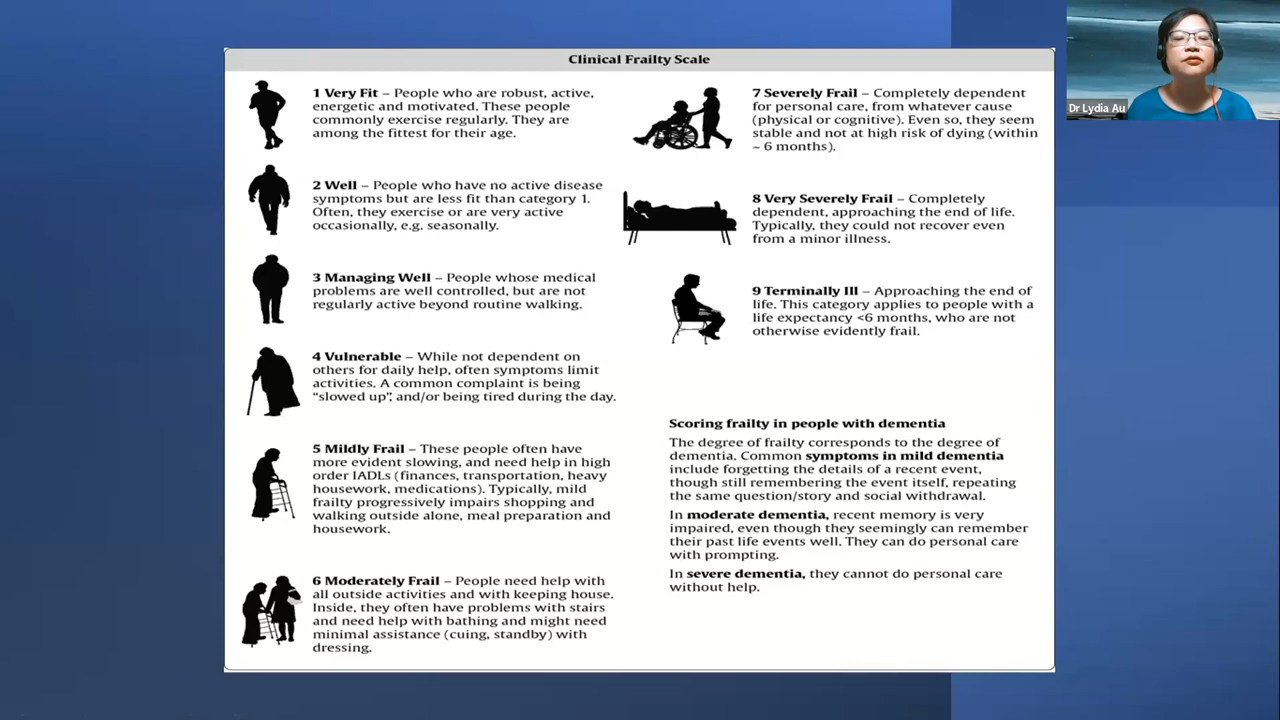 Clinical Frailty Scale
1 Very Fit – People who are robust, active,
energetic and motivated. These people
commonly exercise regularly. They are
among the fittest for their age.
2 Well – People who have no active disease
symptoms but are less fit than category 1.
Often, they exercise or are very active
occasionally, e.g. seasonally.
3 Managing Well – People whose medical
problems are well controlled, but are not
regularly active beyond routine walking.
4 Vulnerable – While not dependent on
others for daily help, often symptoms limit
activities. A common complaint is being
“slowed up”, and/or being tired during the day.
5 Mildly Frail – These people often have
more evident slowing, and need help in high
order IADLs (finances, transportation, heavy
housework, medications). Typically, mild
frailty progressively impairs shopping and
walking outside alone, meal preparation and
housework.
6 Moderately Frail – People need help with
all outside activities and with keeping house.
Inside, they often have problems with stairs
and need help with bathing and might need
minimal assistance (cuing, standby) with
dressing.
7 Severely Frail – Completely dependent
for personal care, from whatever cause
(physical or cognitive). Even so, they seem
stable and not at high risk of dying (within
~ 6 months).
8 Very Severely Frail – Completely
dependent, approaching the end of life.
Typically, they could not recover even
from a minor illness.
9 Terminally Ill – Approaching the end of
life. This category applies to people with a
life expectancy <6 months, who are not
otherwise evidently frail.
Scoring frailty in people with dementia
The degree of frailty corresponds to the degree of
dementia. Common symptoms in mild dementia
include forgetting the details of a recent event,
though still remembering the event itself, repeating
the same question/story and social withdrawal.
In moderate dementia, recent memory is very
impaired, even though they seemingly can remember
their past life events well. They can do personal care
with prompting.
In severe dementia, they cannot do personal care
without help.
Dr Lydia Au